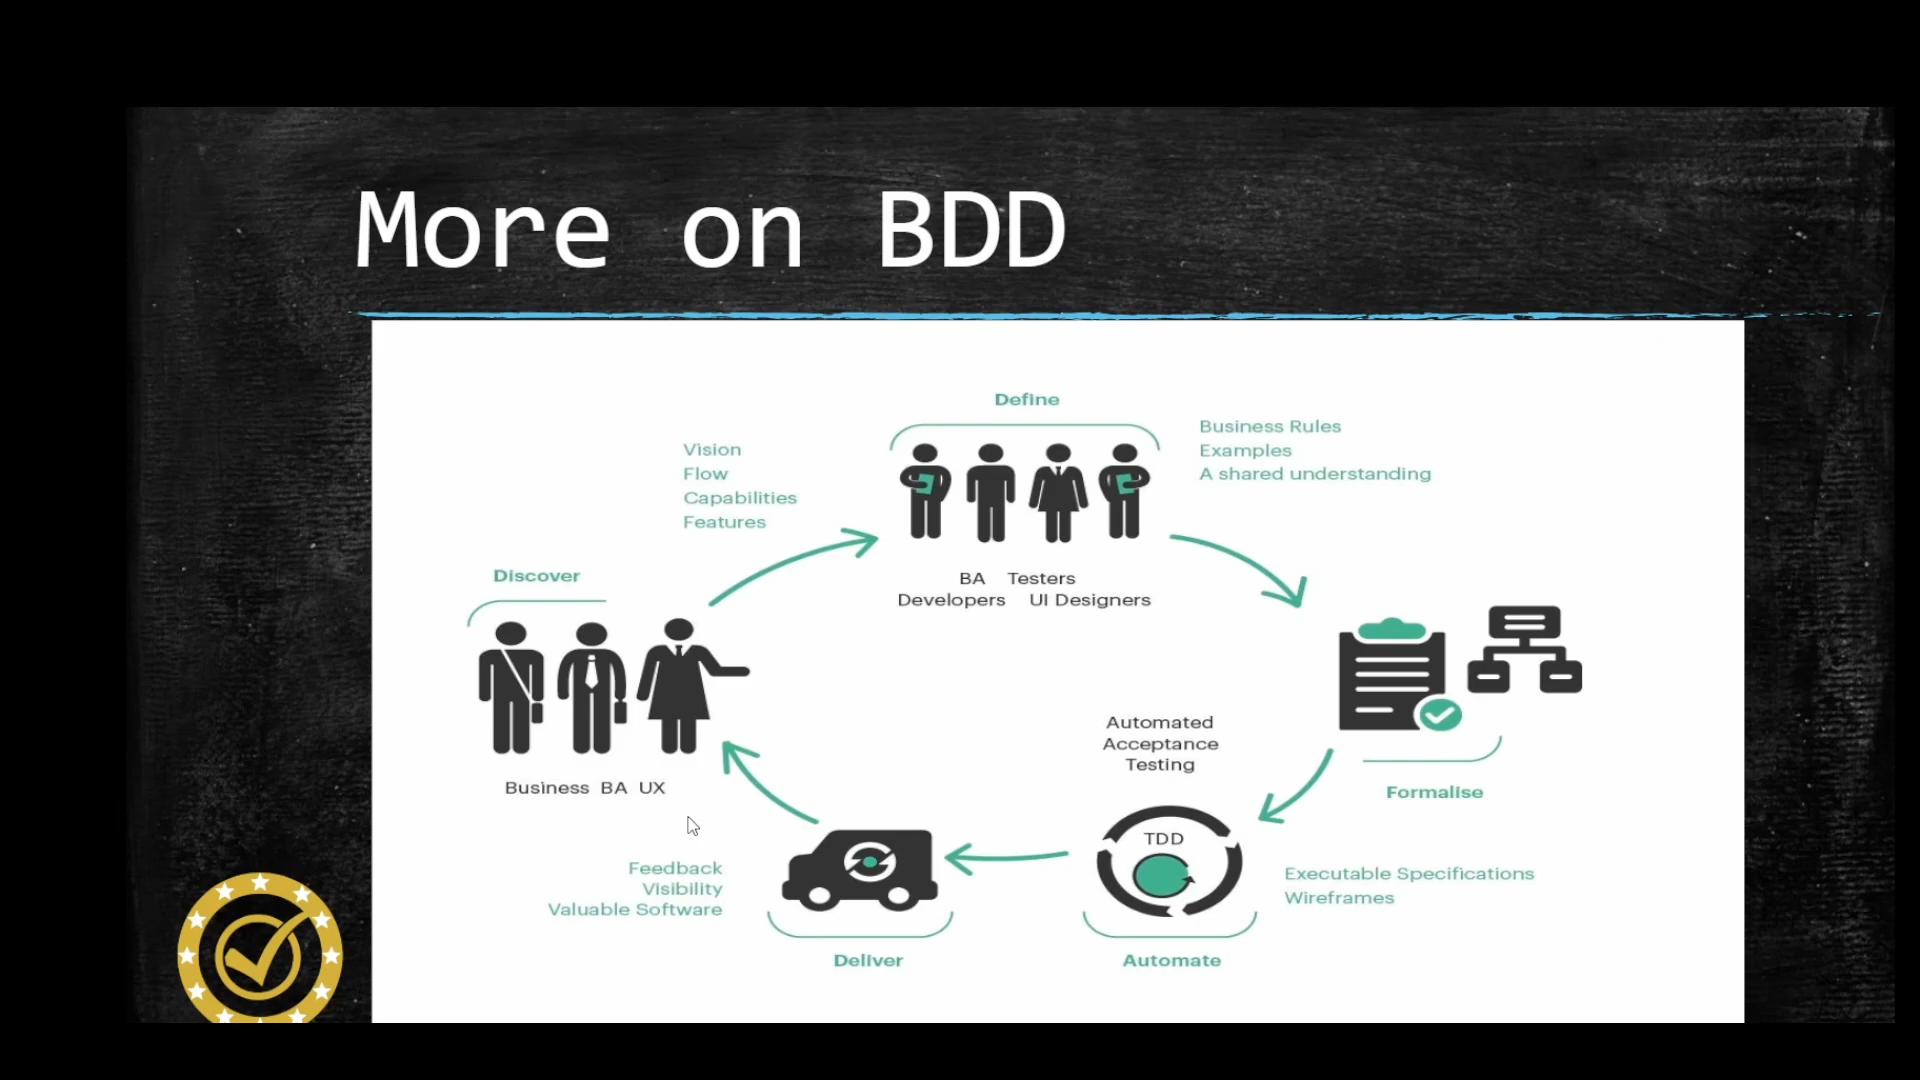 More on BDD
Define
Vision
Flow
Capabilities
Features
Business Rules
Examples
A shared understanding
BA Testers
Developers UI Designers
Discover
Business BA UX
Automated
Acceptance
Testing
TDD
Formalise
Executable Specifications
Wireframes
Feedback
Visibility
Valuable Software
Deliver
Automate